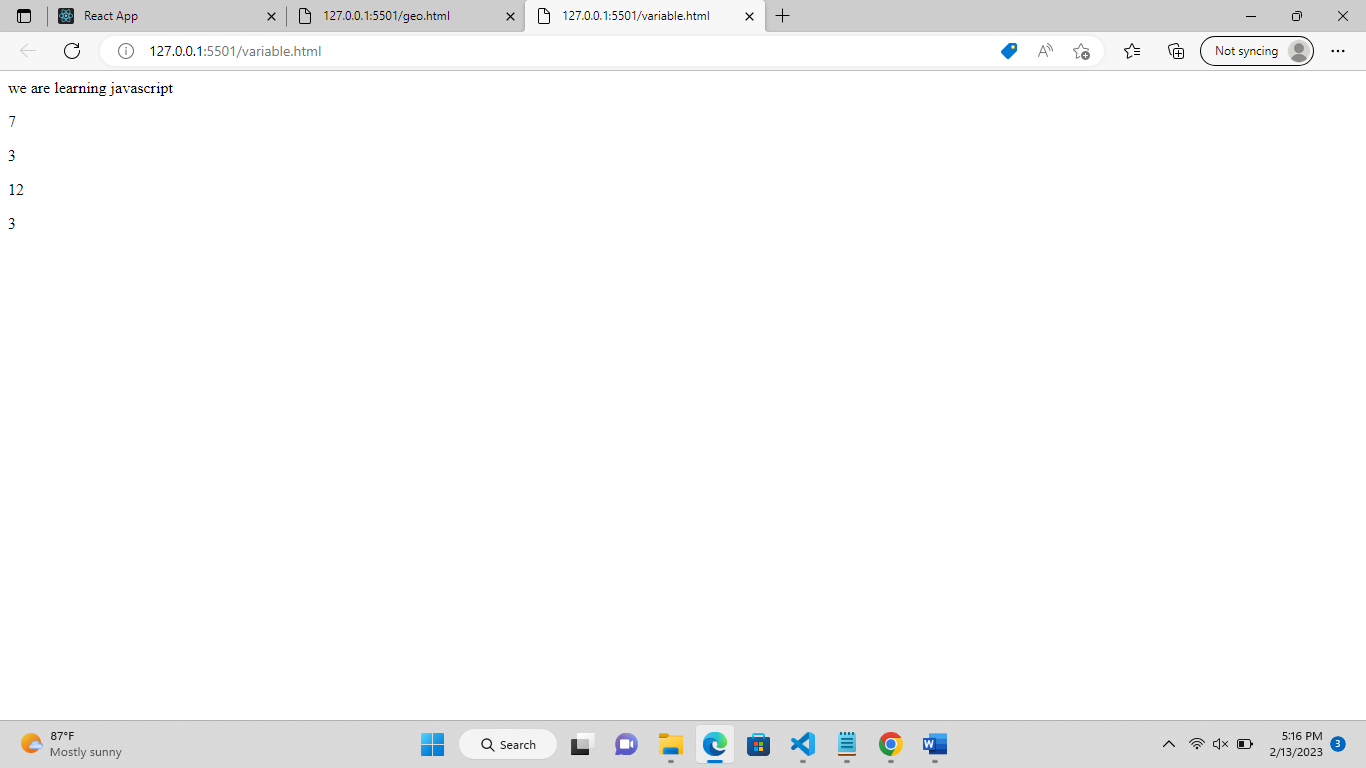 React App
127.0.0.1:5501/geo.html
127.0.0.1:5501/variable.html
127.0.0.1:5501/variable.html
Not syncing
we are learning javascript
7
3
12
3
87°F
Mostly sunny
Search
5:16 PM
2/13/2023
3